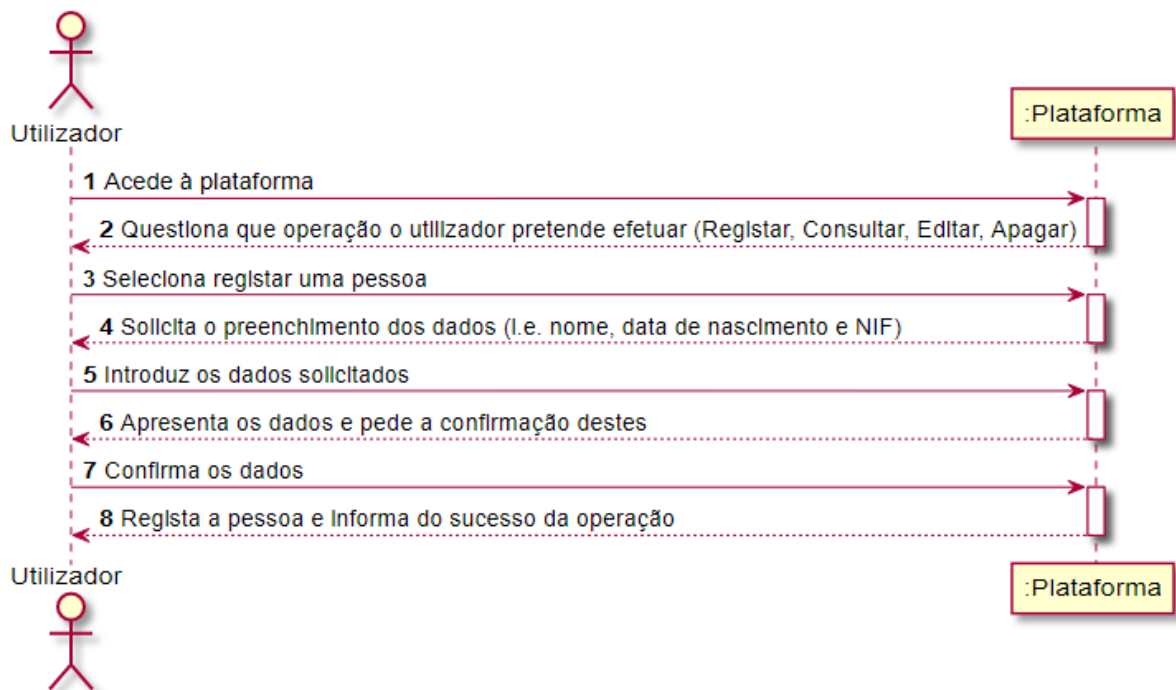 Utilizador
:Plataforma
1 Acede à plataforma
2 Questiona que operação o utilizador pretende efetuar (Registar, Consultar, Editar, Apagar)
3 Seleciona registar uma pessoa
4 Solicita o preenchimento dos dados (i.e. nome, data de nascimento e NIF)
5 Introduz os dados solicitados
6 Apresenta os dados e pede a confirmação destes
7 Confirma os dados
8 Regista a pessoa e informa do sucesso da operação
Utilizador
:Plataforma